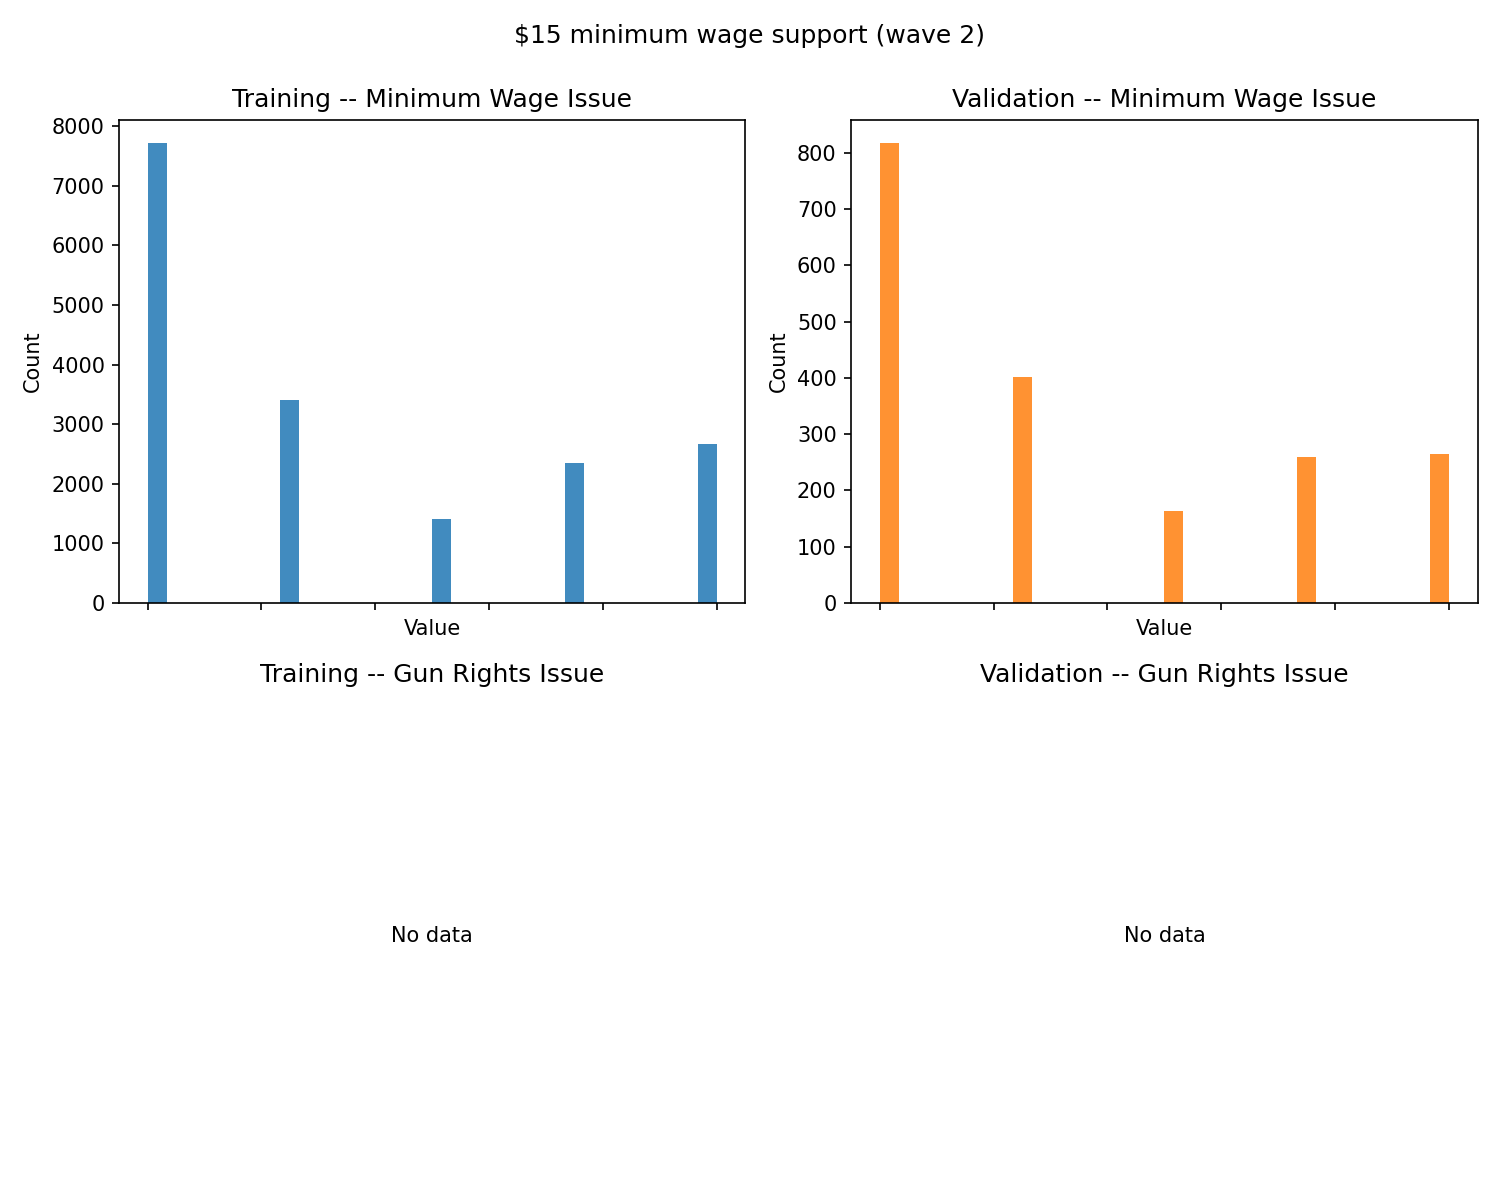 $15 minimum wage support (wave 2)
Training -- Minimum Wage Issue
8000
7000
6000
5000
4000
3000
2000
1000
0
Count
Value
Validation -- Minimum Wage Issue
800
700
600
500
400
300
200
100
0
Count
Value
Training -- Gun Rights Issue
No data
Validation -- Gun Rights Issue
No data